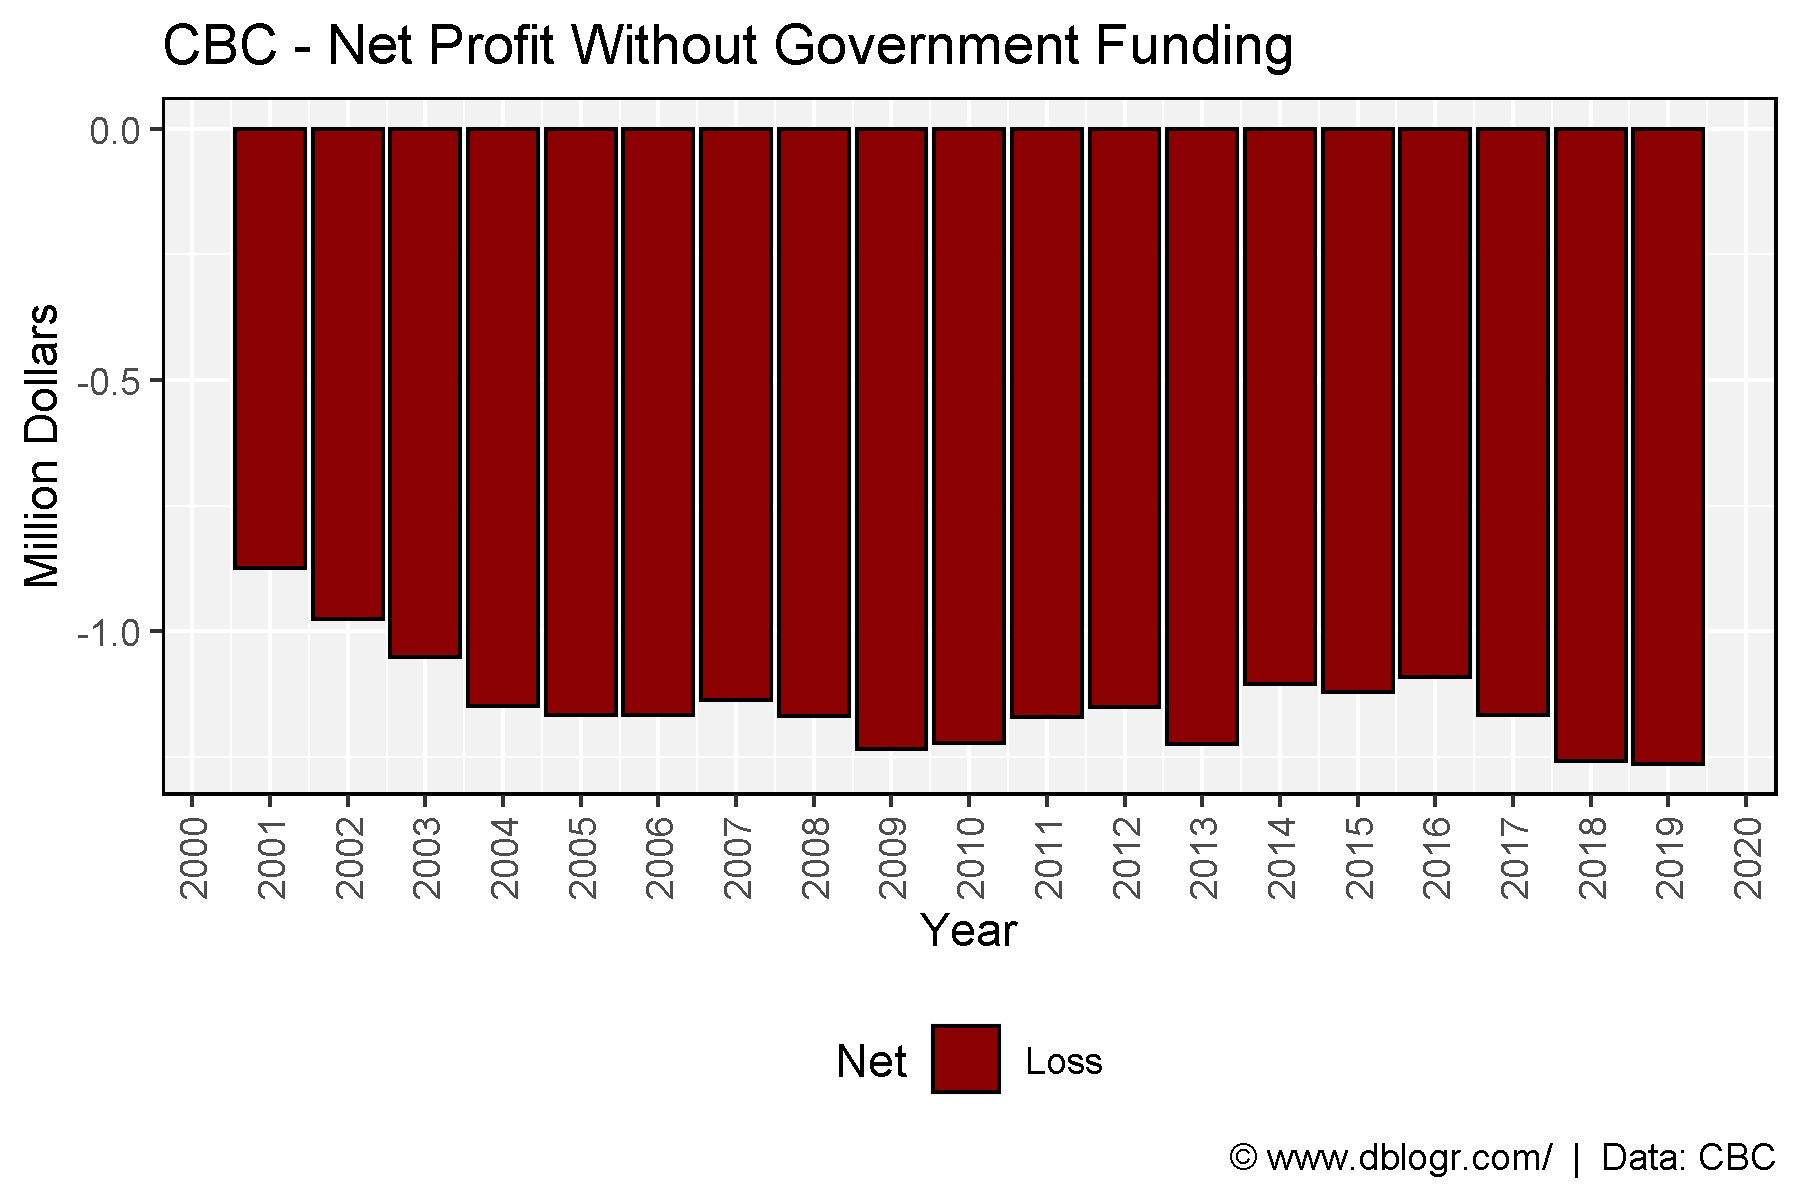 CBC - Net Profit Without Government Funding
Million Dollars
0.0
-0.5
-1.0
2000 2001 2002 2003 2004 2005 2006 2007 2008 2009 2010 2011 2012 2013 2014 2015 2016 2017 2018 2019 2020
Year
Net Loss
© www.dblogr.com/ | Data: CBC